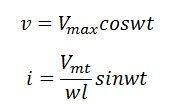 v = V_max coswt
i = V_mt/wl sinwt